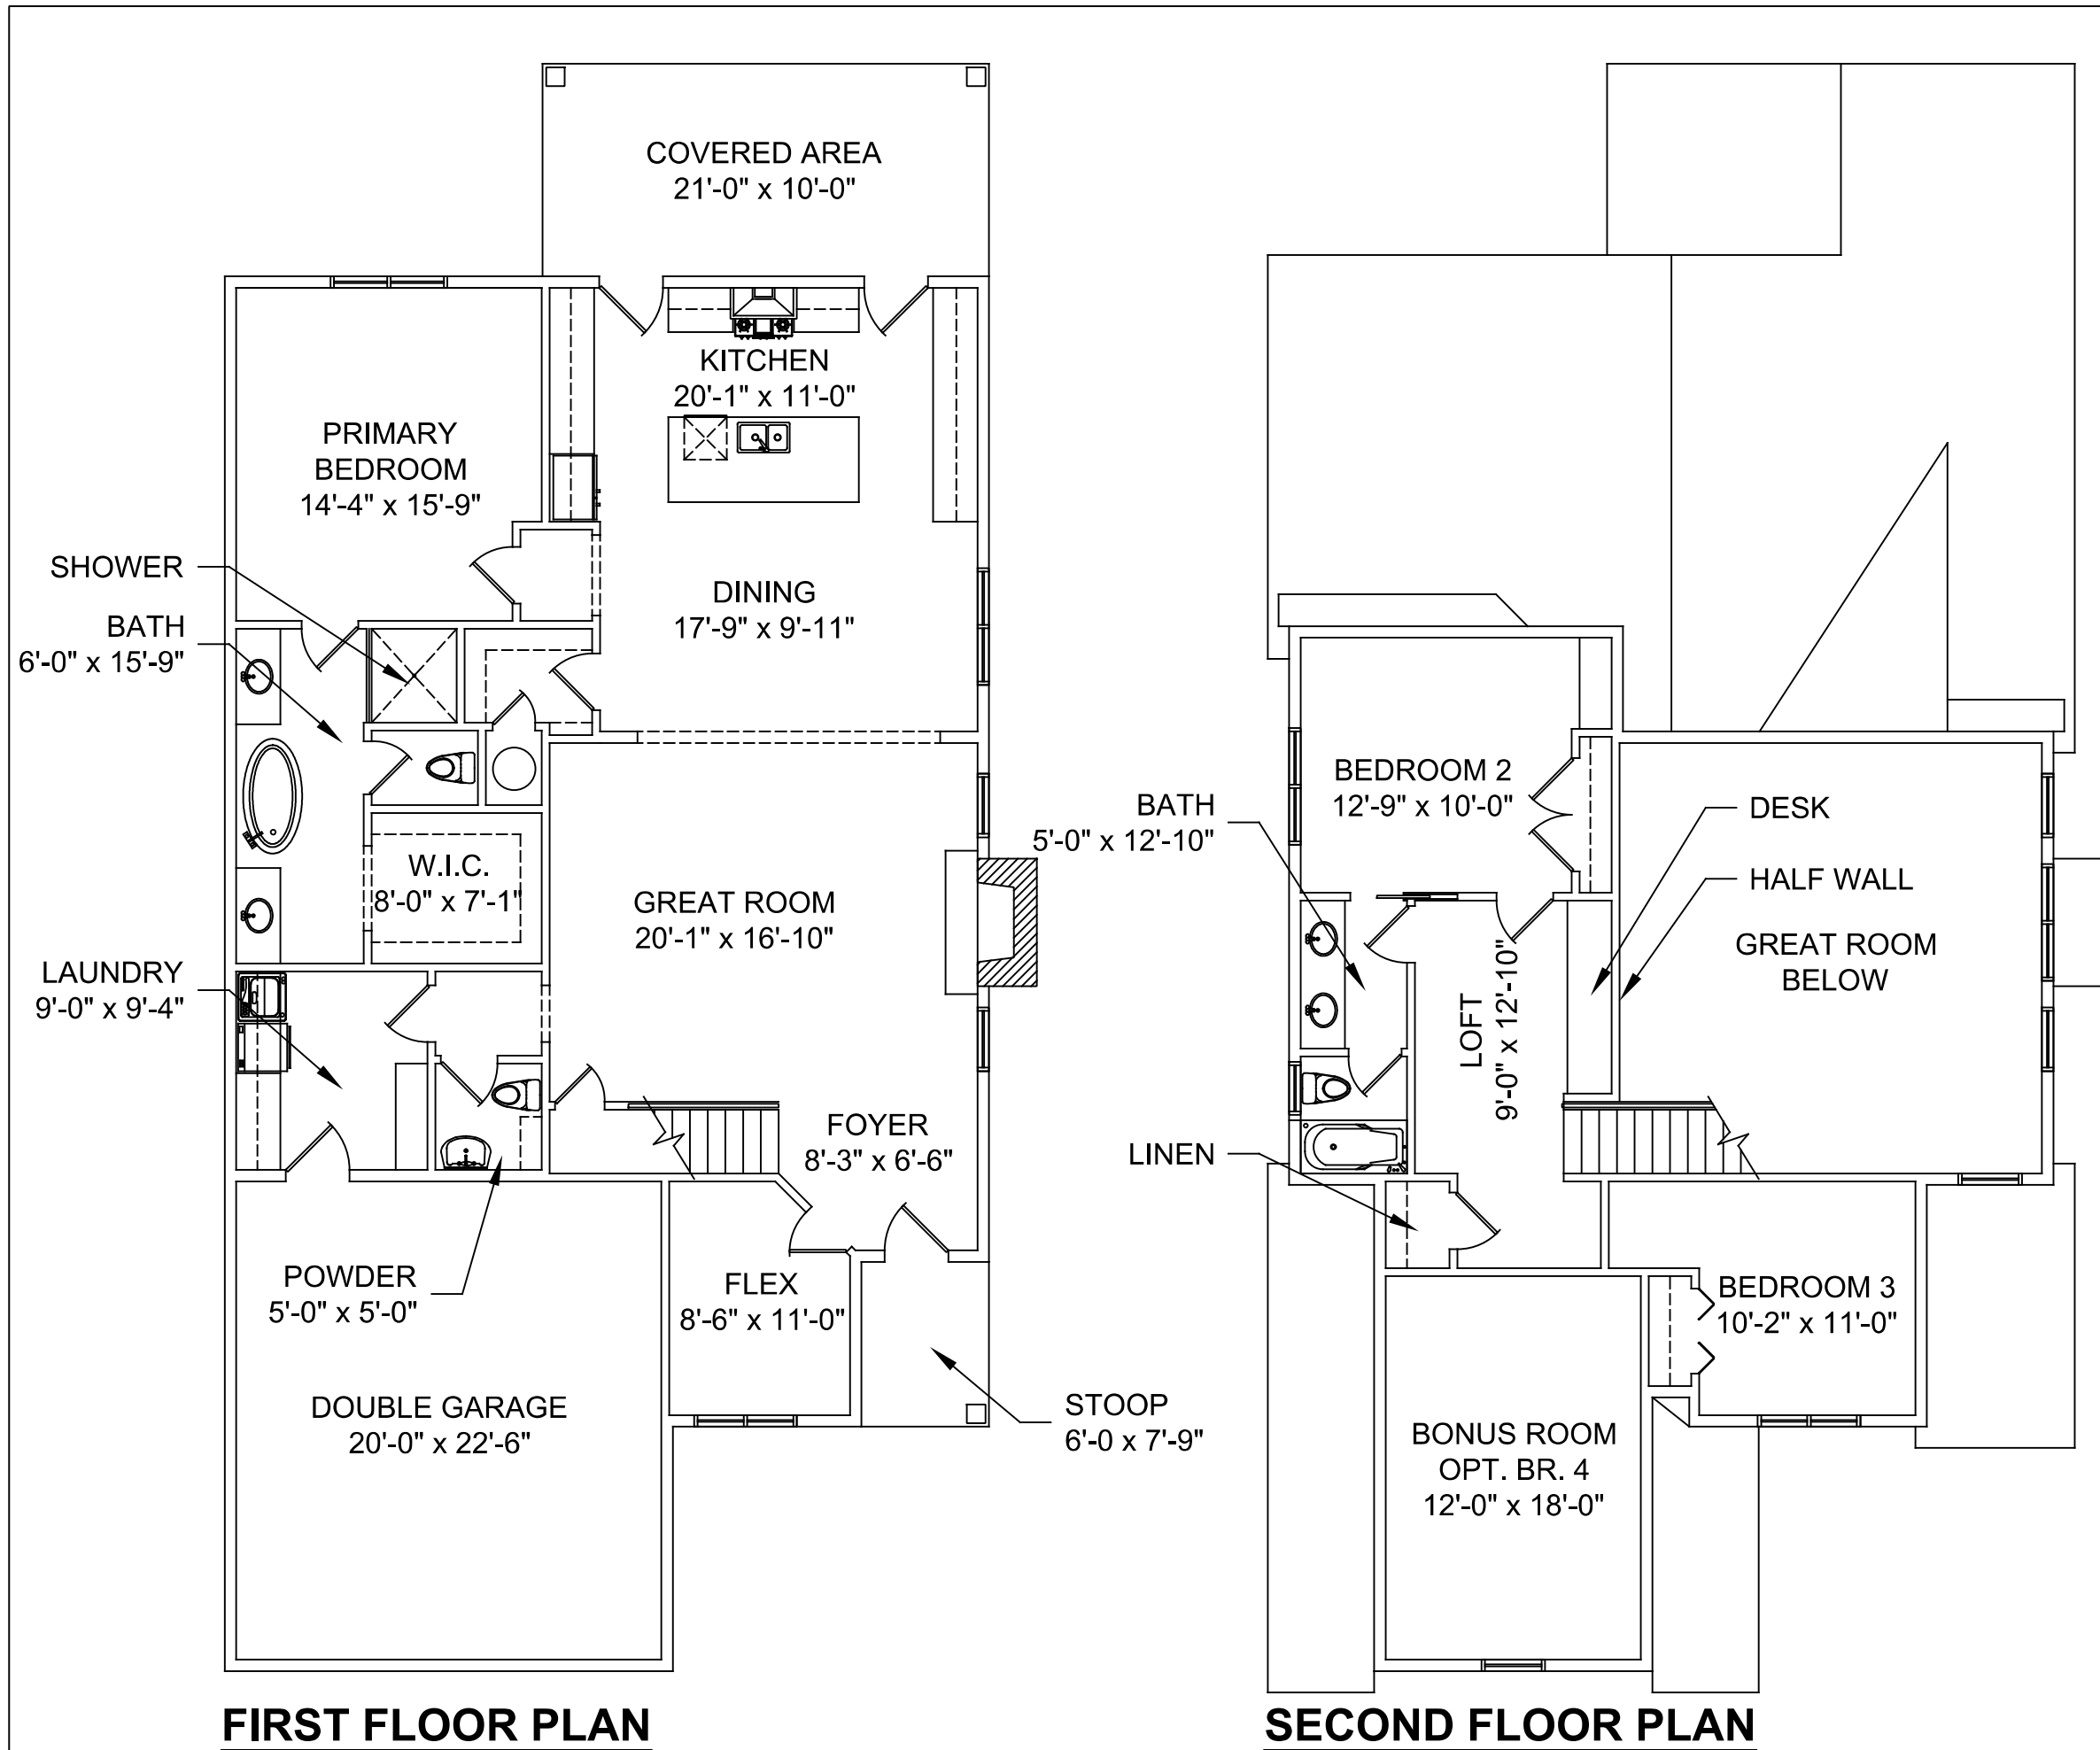 COVERED AREA
21'-0" x 10'-0"
KITCHEN
20'-1" x 11'-0"
PRIMARY
BEDROOM
14'-4" x 15'-9"
SHOWER
DINING
17'-9" x 9'-11"
BATH
6'-0" x 15'-9"
W.I.C.
8'-0" x 7'-1"
GREAT ROOM
20'-1" x 16'-10"
LAUNDRY
9'-0" x 9'-4"
FOYER
8'-3" x 6'-6"
POWDER
5'-0" x 5'-0"
FLEX
8'-6" x 11'-0"
DOUBLE GARAGE
20'-0" x 22'-6"
STOOP
6'-0 x 7'-9"
FIRST FLOOR PLAN
BEDROOM 2
12'-9" x 10'-0"
BATH
5'-0" x 12'-10"
DESK
HALF WALL
GREAT ROOM
BELOW
LOFT
9'-0" x 12'-10"
LINEN
BEDROOM 3
10'-2" x 11'-0"
BONUS ROOM
OPT. BR. 4
12'-0" x 18'-0"
SECOND FLOOR PLAN